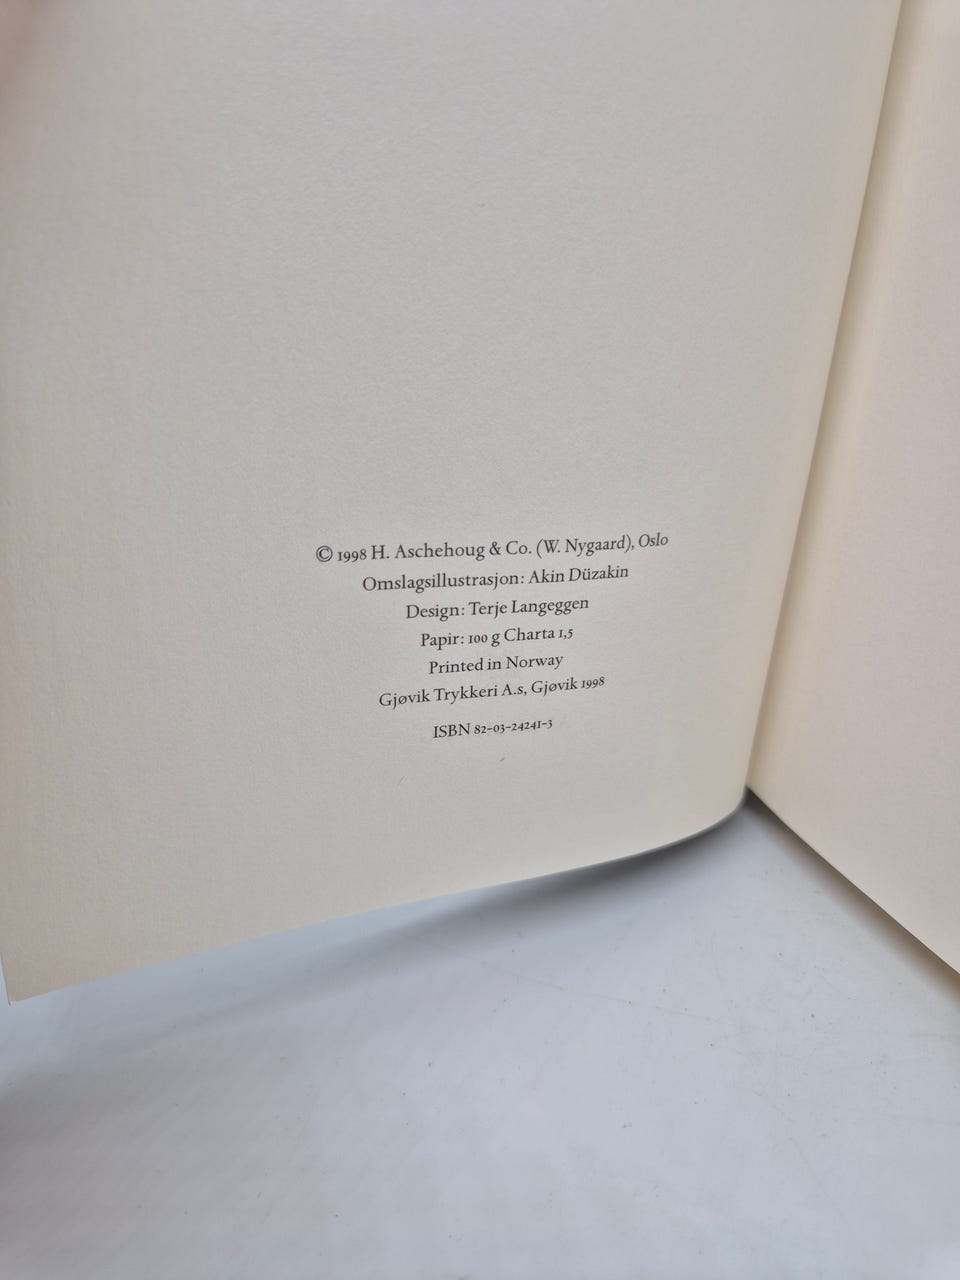 © 1998 H. Aschehoug & Co. (W. Nygaard), Oslo
Omslagsillustrasjon: Akin Düzakin
Design: Terje Langeggen
Papir: 100 g Charta 1,5
Printed in Norway
Gjøvik Trykkeri A.s, Gjøvik 1998
ISBN 82-03-24241-3